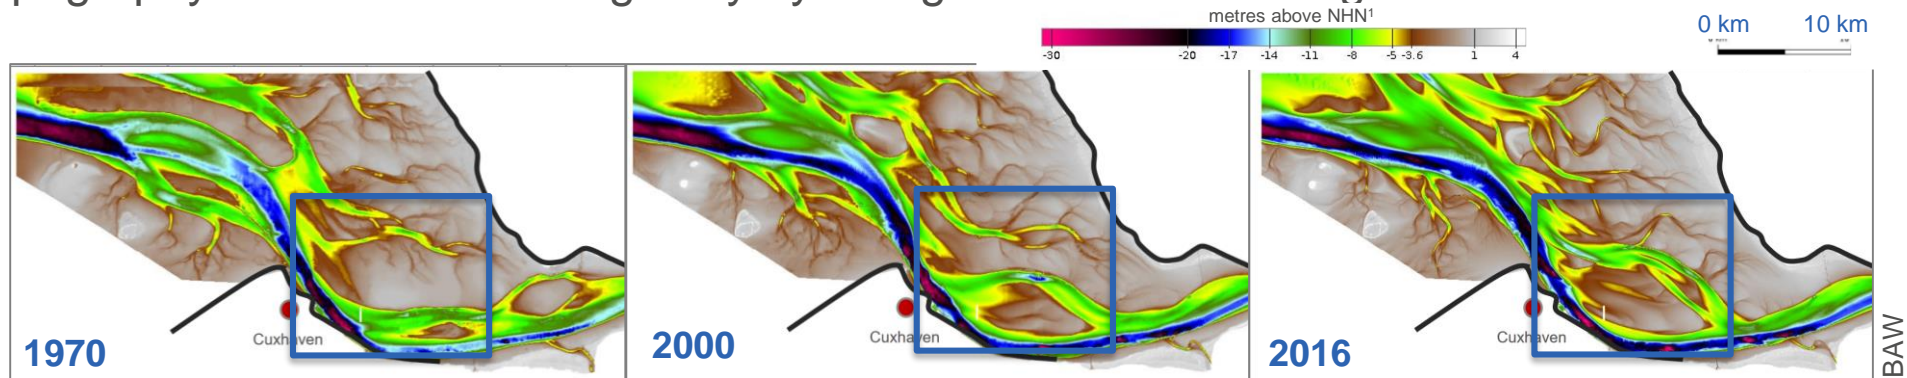 metres above NHN¹
-30 -20 -17 -14 -11 -8 -5 -3.6 1 4
0 km 10 km
Cuxhaven
1970
Cuxhaven
2000
Cuxhaven
2016
BAW